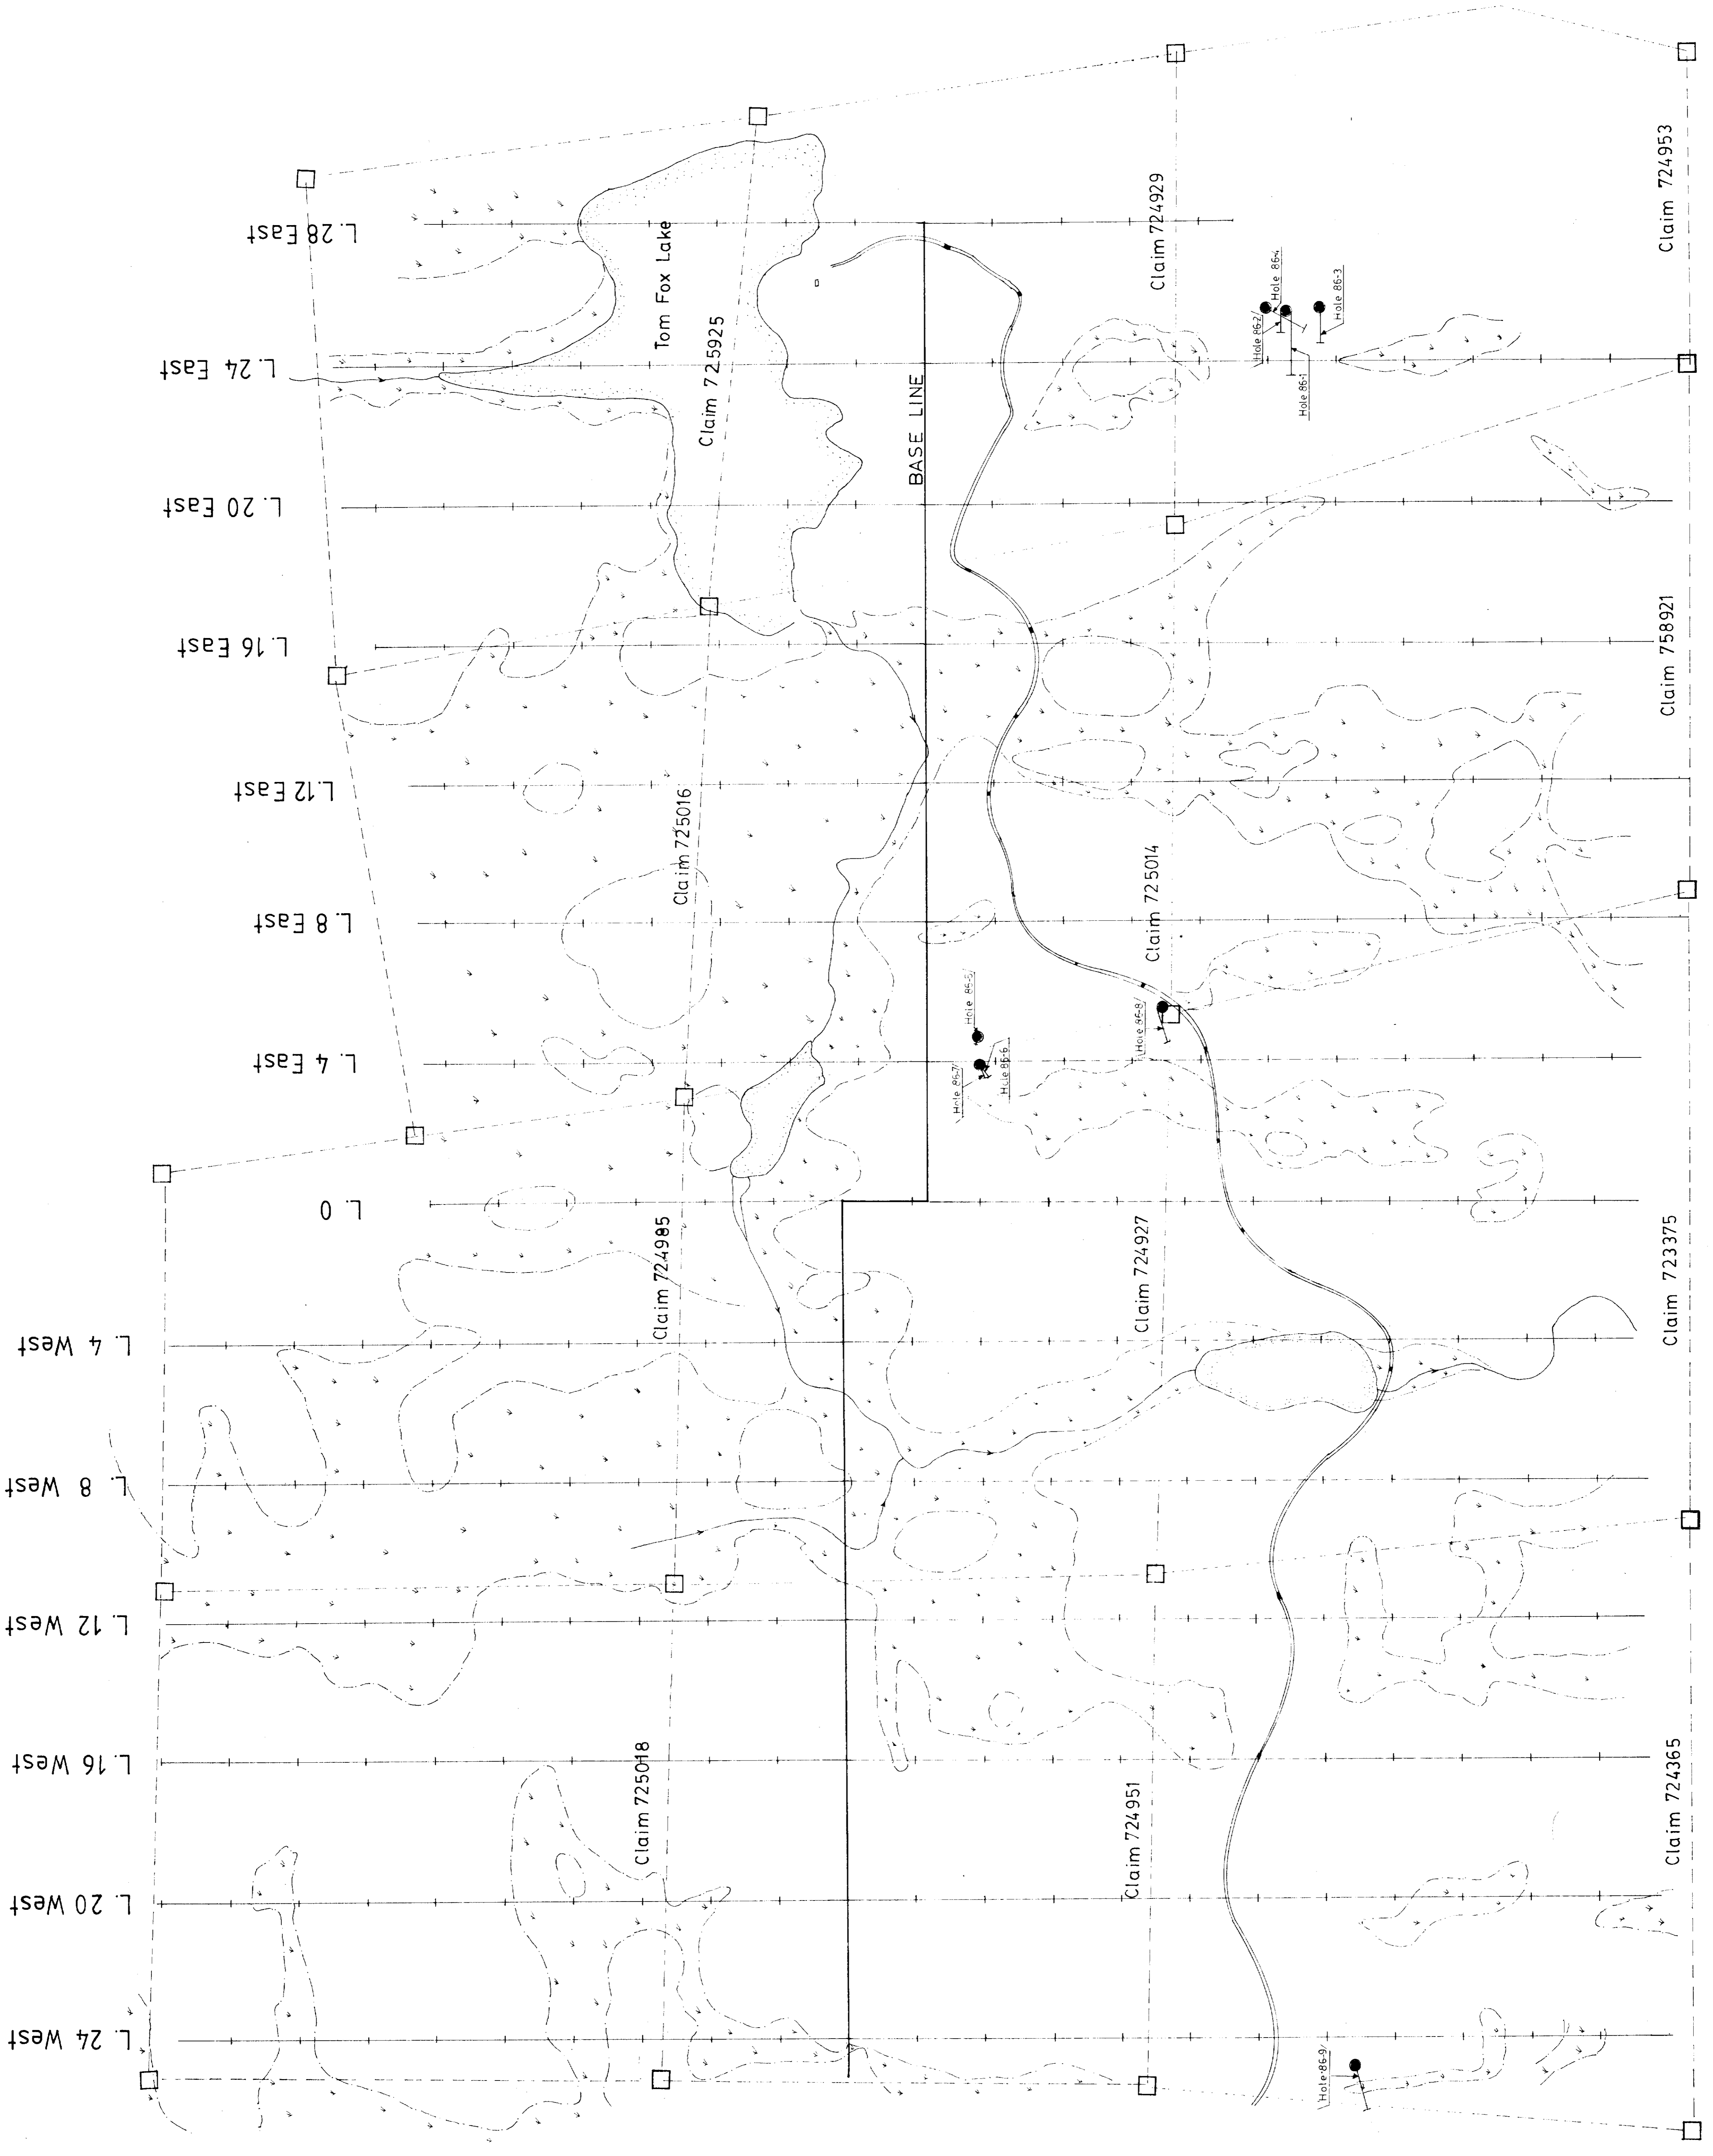 L. 28 East
L. 24 East
L. 20 East
L. 16 East
L. 12 East
L. 8 East
L. 4 East
L. 0
L. 4 West
L. 8 West
L. 12 West
L. 16 West
L. 20 West
L. 24 West
Tom Fox Lake
Claim 725925
BASE LINE
Claim 724929
Claim 724953
Hole 86-2
Hole 86-4
Hole 86-3
Hole 86-1
Claim 725016
Claim 725014
Claim 758921
Hole 86-5
Hole 86-8
Hole 86-7
Hole 86-6
Claim 724985
Claim 724927
Claim 723375
Claim 725018
Claim 724951
Claim 724365
Hole 86-9